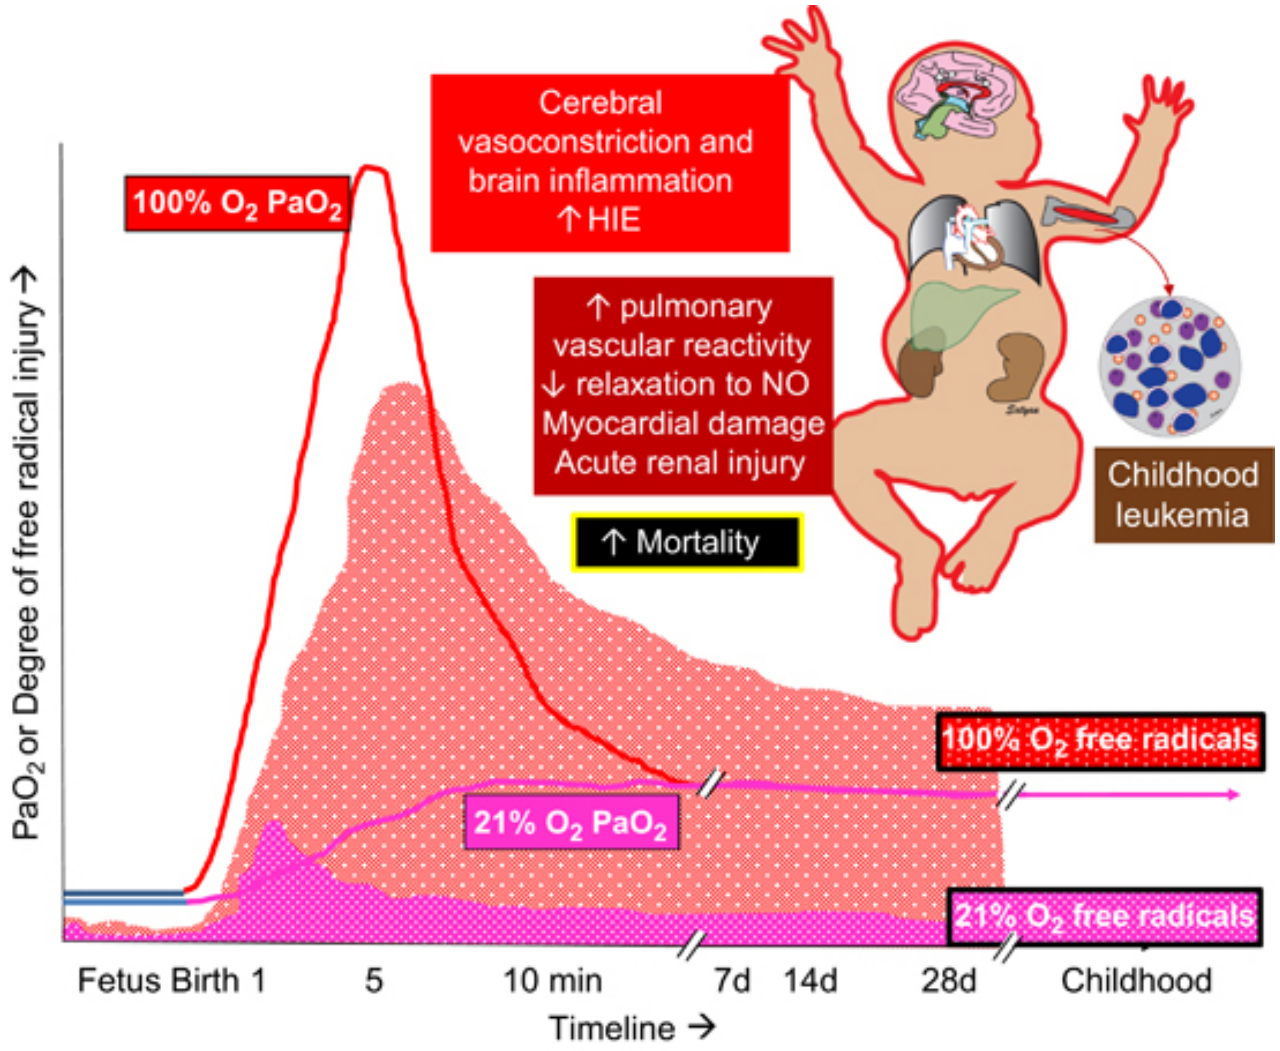 Cerebral
vasoconstriction and
brain inflammation
↑ HIE
100% O₂ PaO₂
↑ pulmonary
vascular reactivity
↓ relaxation to NO
Myocardial damage
Acute renal injury
↑ Mortality
Childhood
leukemia
PaO₂ or Degree of free radical injury →
100% O₂ free radicals
21% O₂ PaO₂
21% O₂ free radicals
Fetus Birth 1 5 10 min 7d 14d 28d Childhood
Timeline →